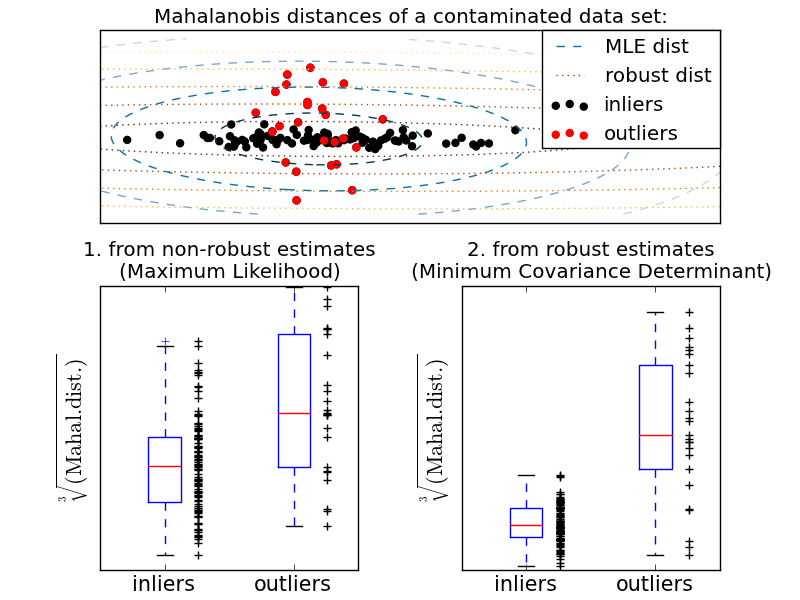 Mahalanobis distances of a contaminated data set:
MLE dist
robust dist
inliers
outliers
1. from non-robust estimates
(Maximum Likelihood)
2. from robust estimates
(Minimum Covariance Determinant)
∛(Mahal.dist.)
∛(Mahal.dist.)
inliers outliers
inliers outliers